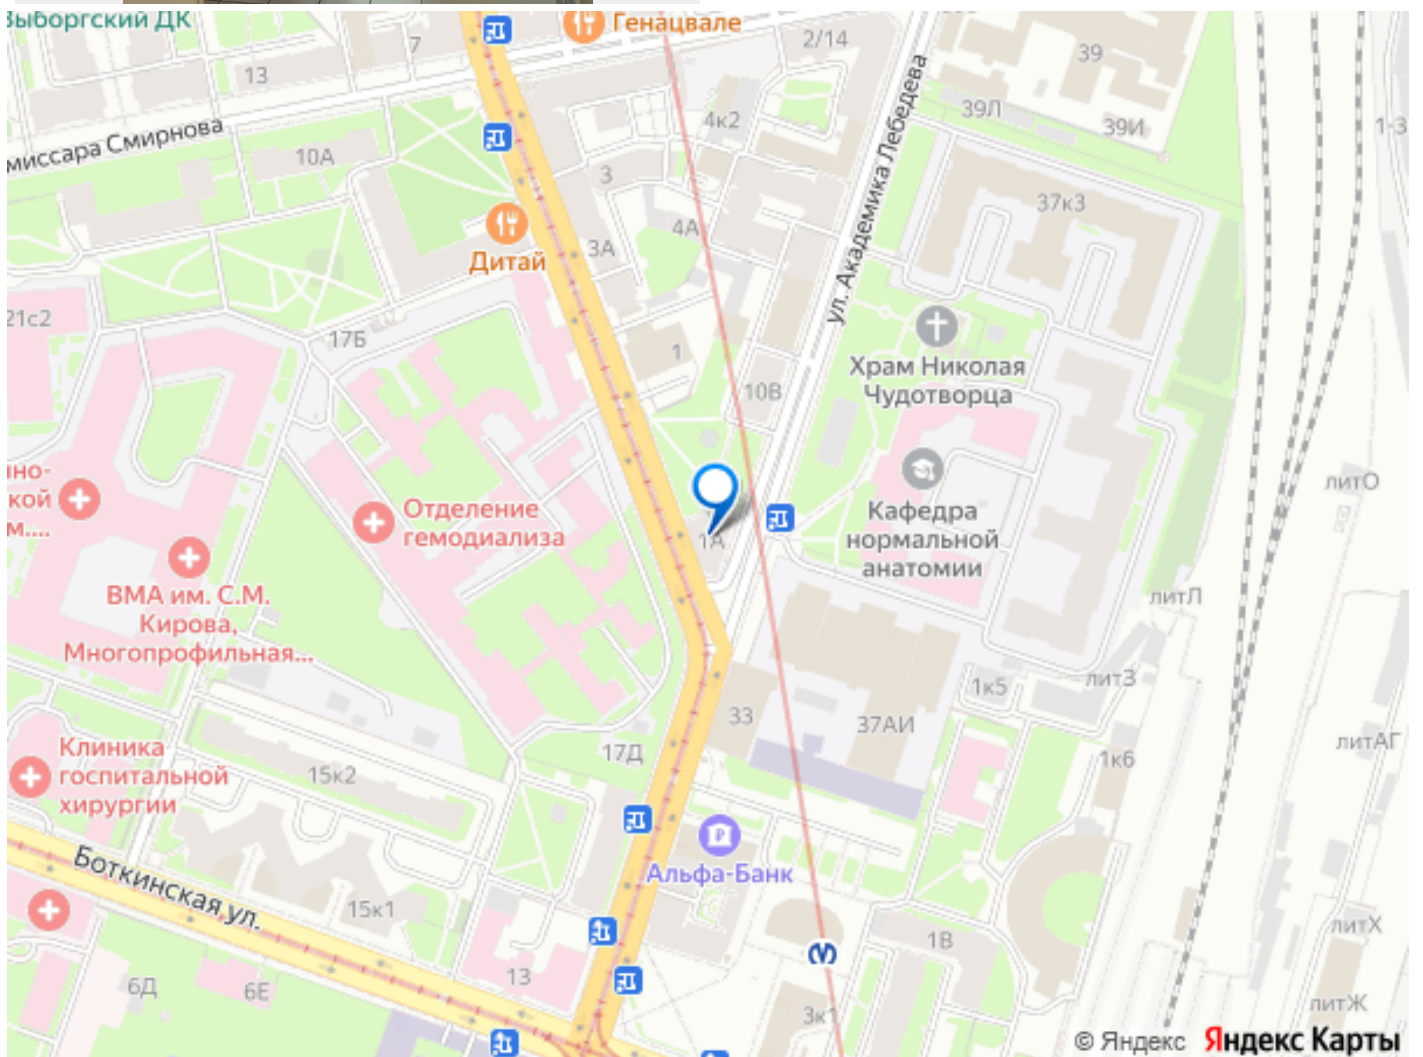 Выборгский ДК
Генацвале
7
13
2/14
39
39Л
39И
4к2
1-3
миссара Смирнова
10А
3
ул. Академика Лебедева
37к3
4А
3А
Дитай
21с2
17Б
1
10В
Храм Николая
Чудотворца
но-
кой
м....
Отделение
гемодиализа
1А
Кафедра
нормальной
анатомии
литО
ВМА им. С.М.
Кирова,
Многопрофильная...
литЛ
литЗ
1к5
33
37АИ
17Д
литАГ
1к6
Клиника
госпитальной
хирургии
15к2
Альфа-Банк
Боткинская ул.
15к1
1В
литХ
13
6Д
6Е
3к1
литЖ
© Яндекс Яндекс Карты